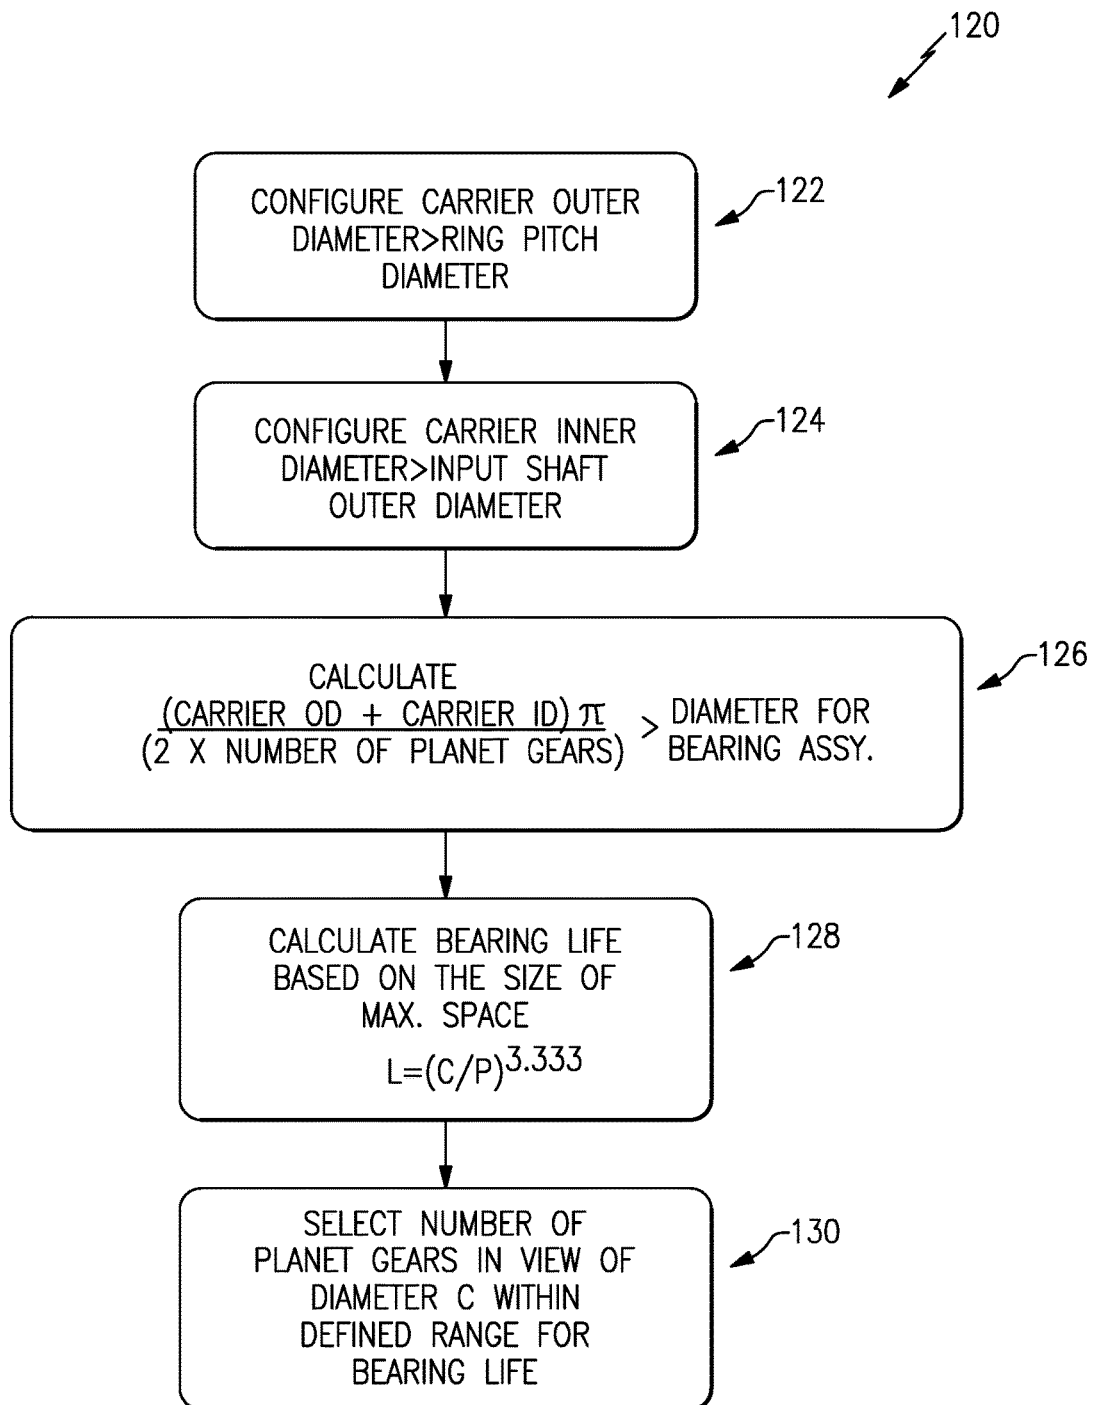 120
CONFIGURE CARRIER OUTER
DIAMETER>RING PITCH
DIAMETER
122
CONFIGURE CARRIER INNER
DIAMETER>INPUT SHAFT
OUTER DIAMETER
124
CALCULATE
(CARRIER OD + CARRIER ID) π
(2 X NUMBER OF PLANET GEARS)
> DIAMETER FOR
BEARING ASSY.
126
CALCULATE BEARING LIFE
BASED ON THE SIZE OF
MAX. SPACE
L=(C/P)^3.333
128
SELECT NUMBER OF
PLANET GEARS IN VIEW OF
DIAMETER C WITHIN
DEFINED RANGE FOR
BEARING LIFE
130